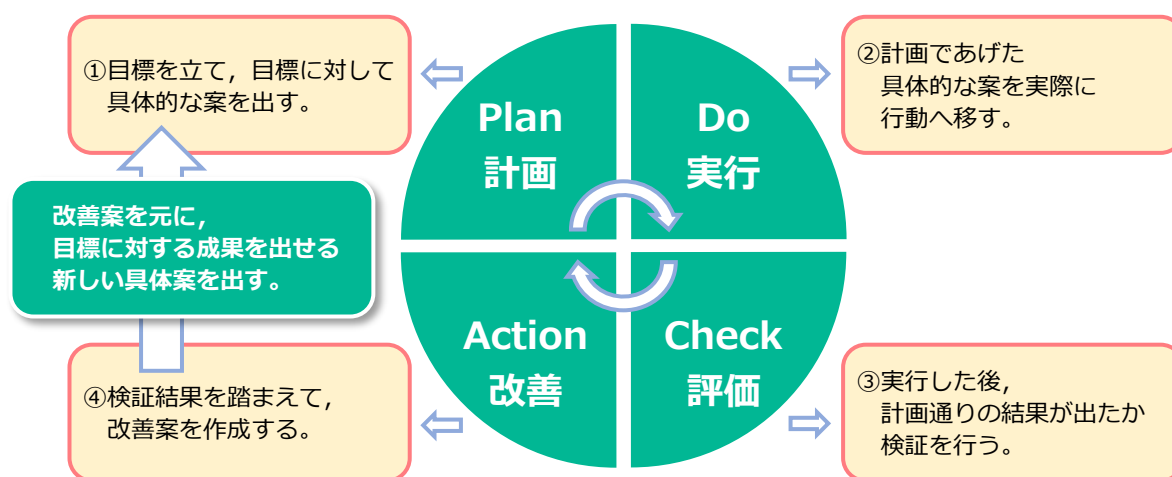 ①目標を立て，目標に対して
具体的な案を出す。
Plan
計画
Do
実行
②計画であげた
具体的な案を実際に
行動へ移す。
改善案を元に，
目標に対する成果を出せる
新しい具体案を出す。
④検証結果を踏まえて，
改善案を作成する。
Action
改善
Check
評価
③実行した後，
計画通りの結果が出たか
検証を行う。